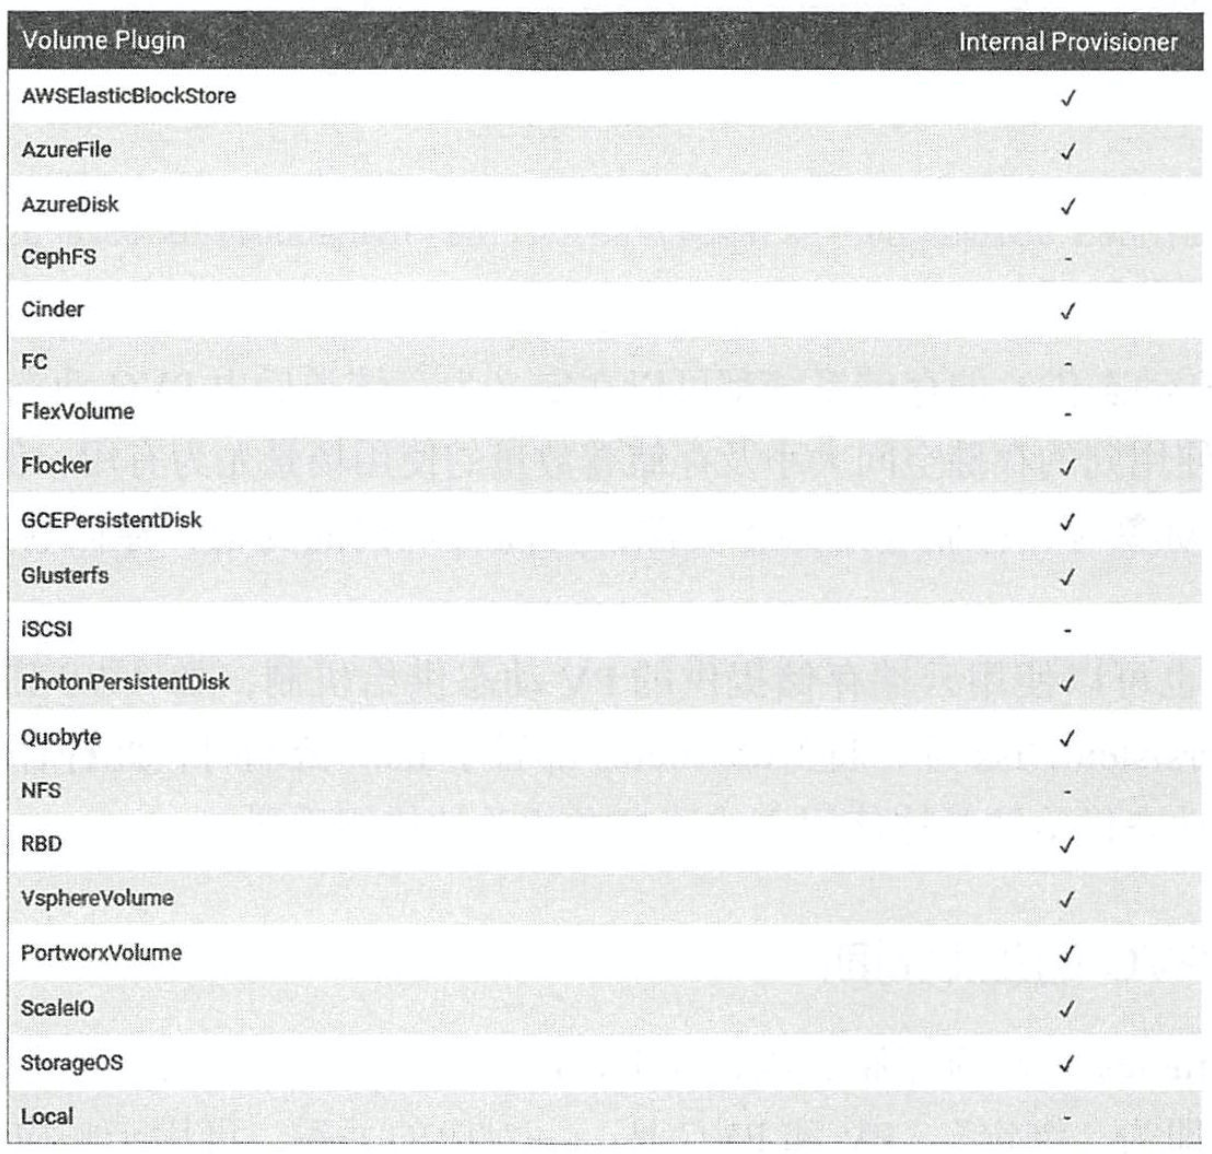 Volume Plugin Internal Provisioner
AWSElasticBlockStore ✓
AzureFile ✓
AzureDisk ✓
CephFS -
Cinder ✓
FC -
FlexVolume -
Flocker ✓
GCEPersistentDisk ✓
Glusterfs ✓
iSCSI -
PhotonPersistentDisk ✓
Quobyte ✓
NFS -
RBD ✓
VsphereVolume ✓
PortworxVolume ✓
ScaleIO ✓
StorageOS ✓
Local -